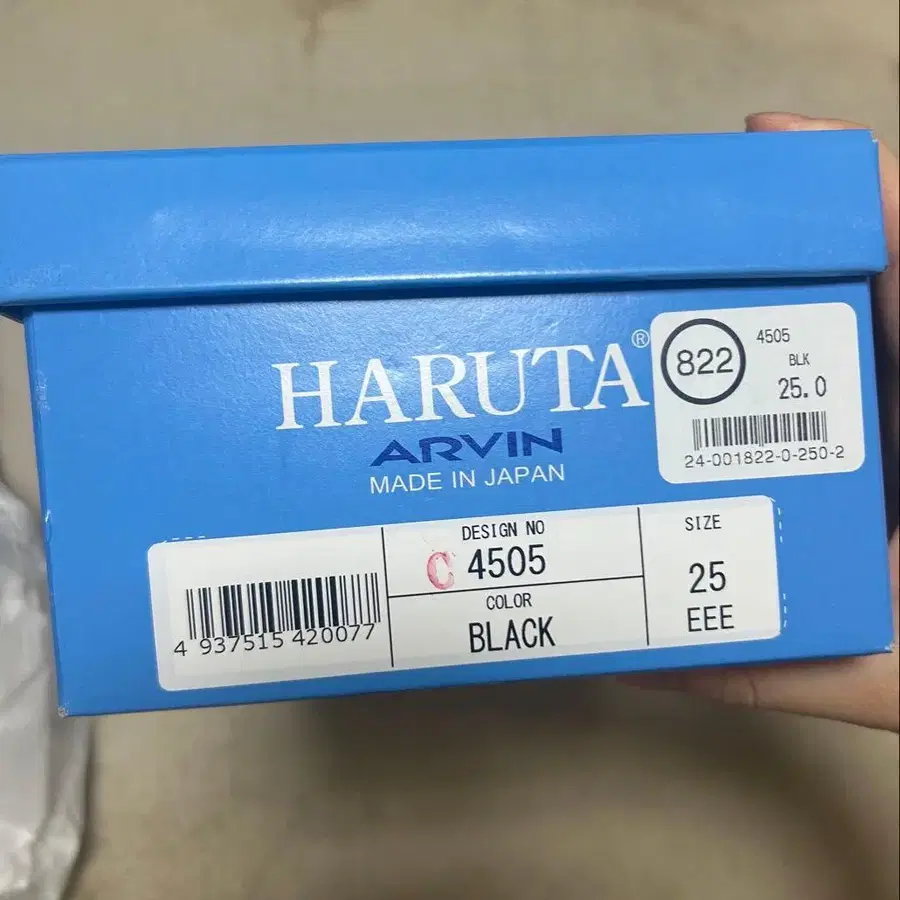 HARUTA®
ARVIN
MADE IN JAPAN
822
4505
BLK
25.0
24-001822-0-250-2
4 937515 420077
DESIGN NO
C 4505
COLOR
BLACK
SIZE
25
EEE